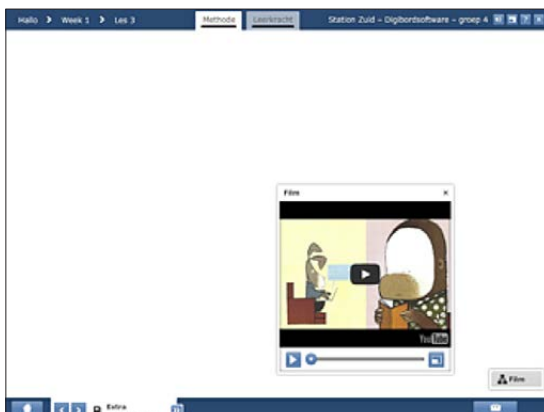 Hallo > Week 1 > Les 3 Methode Leerkracht Station Zuid – Digibordsoftware – groep 4 ? x
Film x
YouTube
Film
B Extra